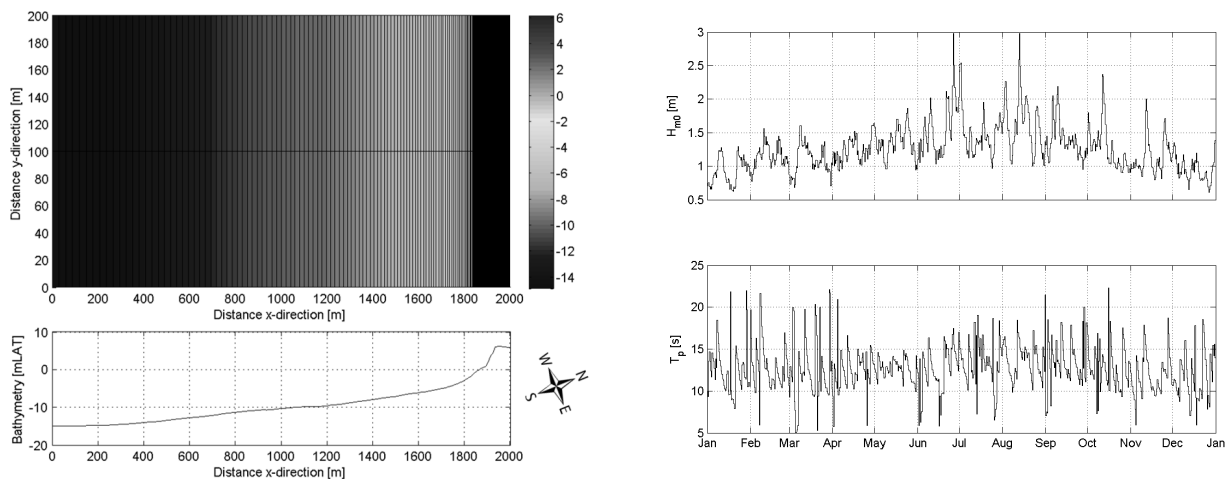 200
180
160
140
120
100
80
60
40
20
0
Distance y-direction [m]
0 200 400 600 800 1000 1200 1400 1600 1800 2000
Distance x-direction [m]
6
4
2
0
-2
-4
-6
-8
-10
-12
-14
10
0
-10
-20
Bathymetry [mLAT]
0 200 400 600 800 1000 1200 1400 1600 1800 2000
Distance x-direction [m]
W
N
S
E
3
2.5
2
1.5
1
0.5
Hm0 [m]
25
20
15
10
5
Tp [s]
Jan Feb Mar Apr May Jun Jul Aug Sep Oct Nov Dec Jan